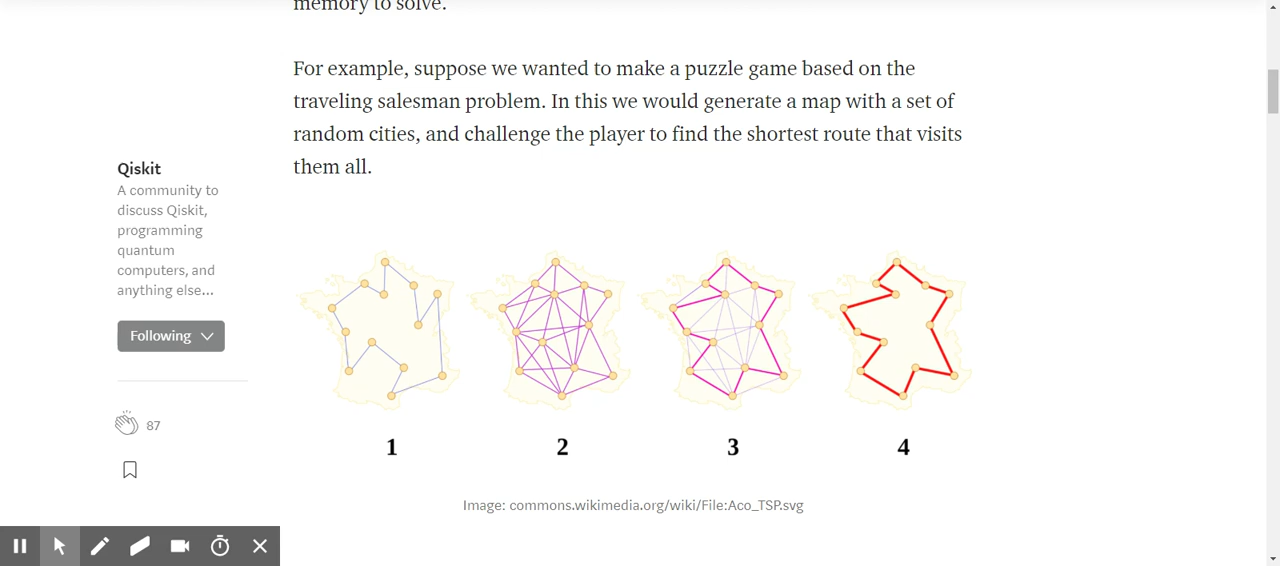 memory to solve.
For example, suppose we wanted to make a puzzle game based on the
traveling salesman problem. In this we would generate a map with a set of
random cities, and challenge the player to find the shortest route that visits
them all.
Qiskit
A community to
discuss Qiskit,
programming
quantum
computers, and
anything else...
Following
87
1 2 3 4
Image: commons.wikimedia.org/wiki/File:Aco_TSP.svg